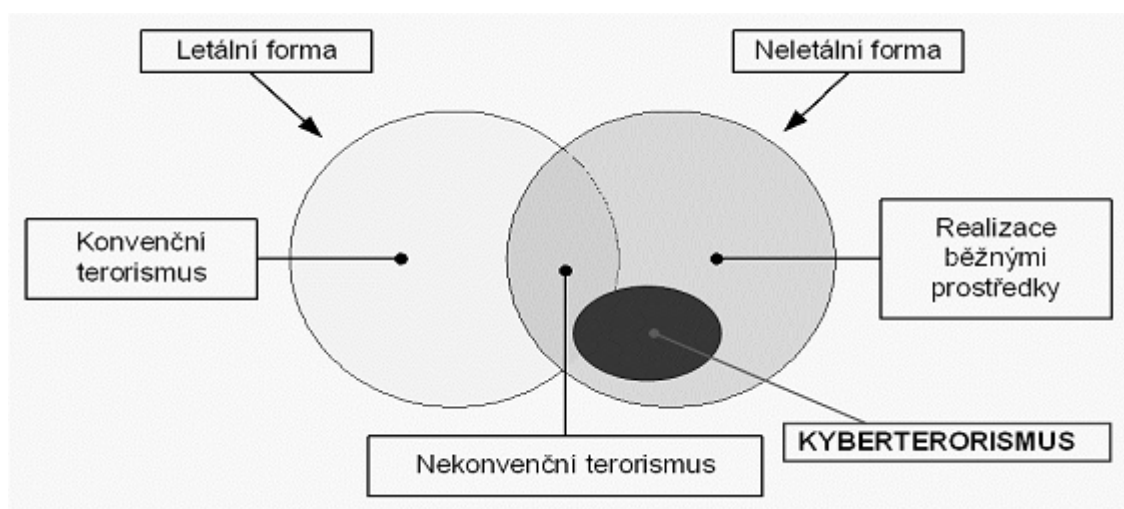 Letální forma
Neletální forma
Konvenční
terorismus
Realizace
běžnými
prostředky
KYBERTERORISMUS
Nekonvenční terorismus